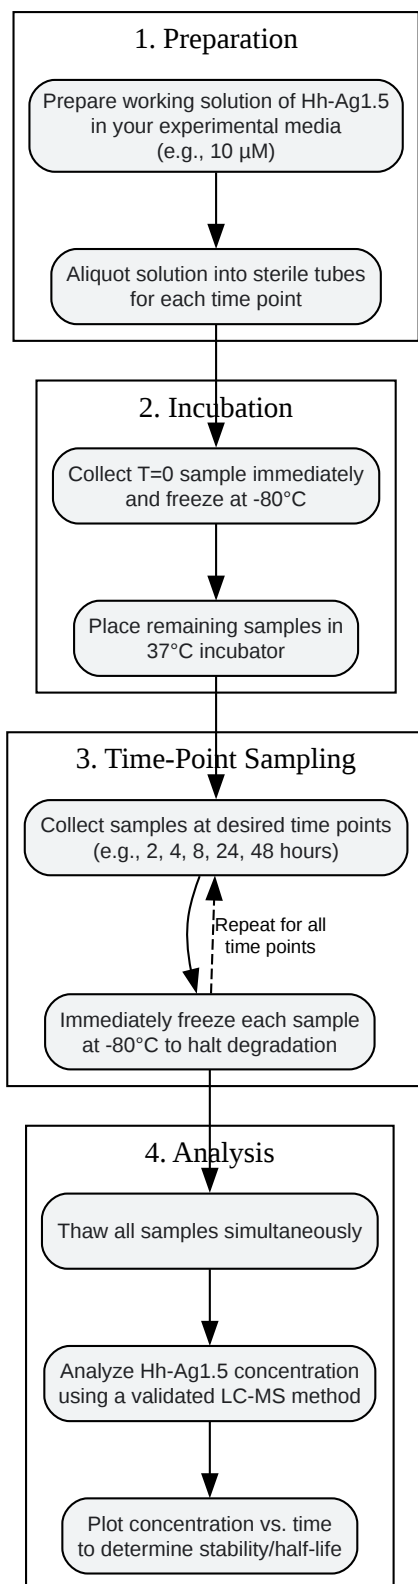 1. Preparation
Prepare working solution of Hh-Ag1.5
in your experimental media
(e.g., 10 µM)
Aliquot solution into sterile tubes
for each time point
2. Incubation
Collect T=0 sample immediately
and freeze at -80°C
Place remaining samples in
37°C incubator
3. Time-Point Sampling
Collect samples at desired time points
(e.g., 2, 4, 8, 24, 48 hours)
Repeat for all
time points
Immediately freeze each sample
at -80°C to halt degradation
4. Analysis
Thaw all samples simultaneously
Analyze Hh-Ag1.5 concentration
using a validated LC-MS method
Plot concentration vs. time
to determine stability/half-life